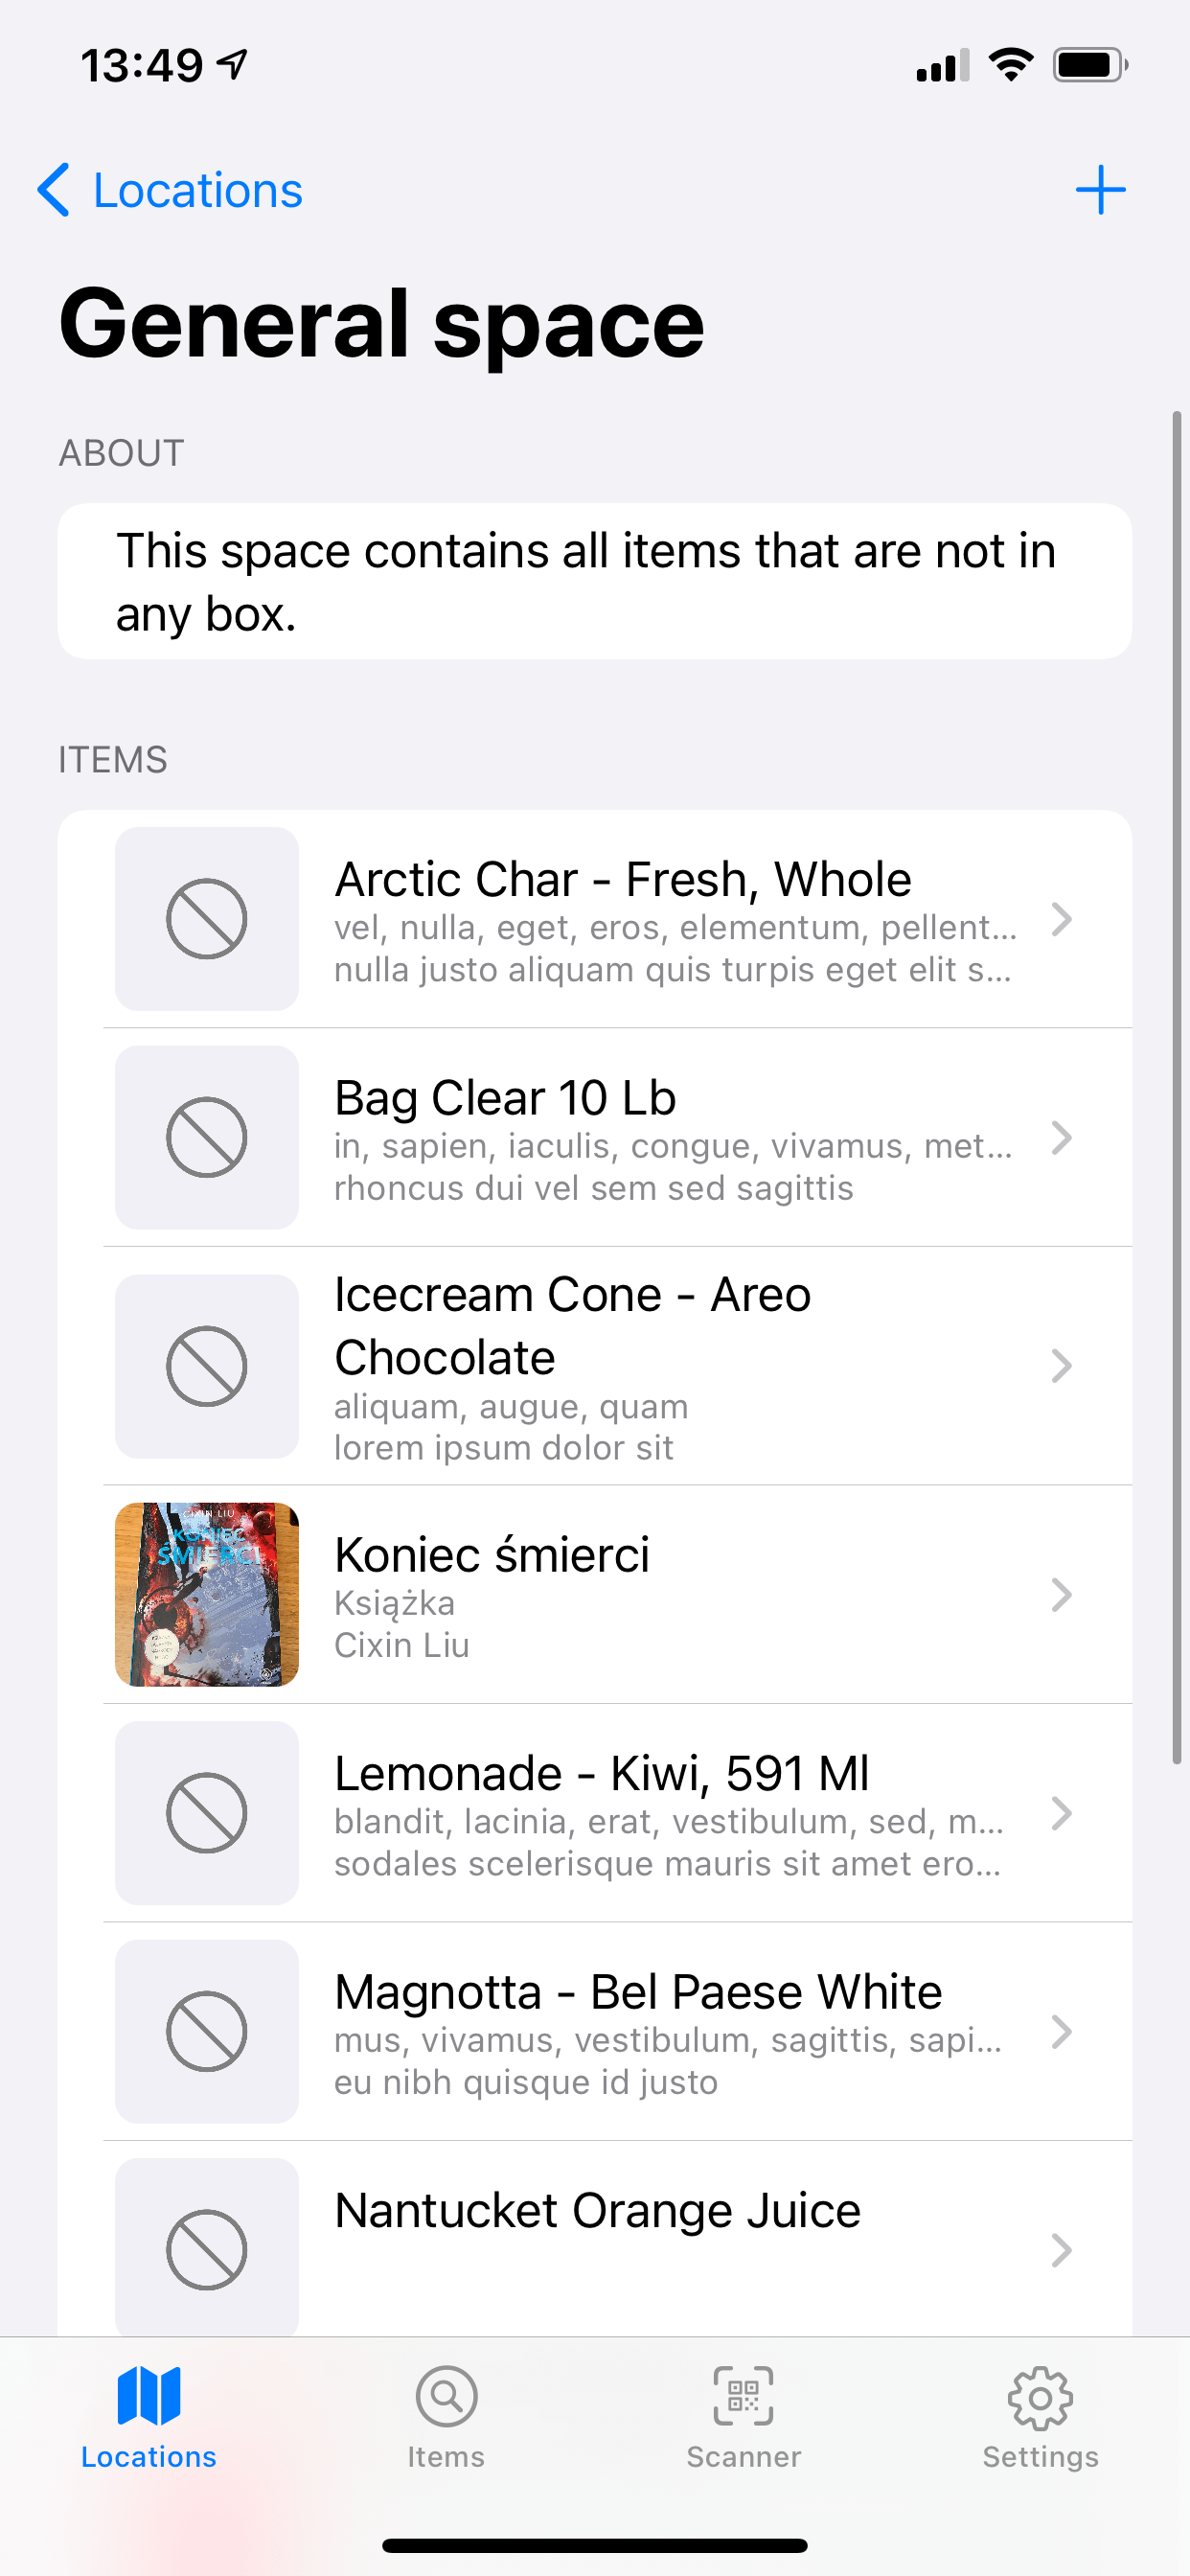 13:49
Locations
General space
ABOUT
This space contains all items that are not in
any box.
ITEMS
Arctic Char - Fresh, Whole
vel, nulla, eget, eros, elementum, pellent...
nulla justo aliquam quis turpis eget elit s...
Bag Clear 10 Lb
in, sapien, iaculis, congue, vivamus, met...
rhoncus dui vel sem sed sagittis
Icecream Cone - Areo
Chocolate
aliquam, augue, quam
lorem ipsum dolor sit
CIXIN LIU
KONIEC
ŚMIERCI
Koniec śmierci
Książka
Cixin Liu
Lemonade - Kiwi, 591 Ml
blandit, lacinia, erat, vestibulum, sed, m...
sodales scelerisque mauris sit amet ero...
Magnotta - Bel Paese White
mus, vivamus, vestibulum, sagittis, sapi...
eu nibh quisque id justo
Nantucket Orange Juice
Locations
Items
Scanner
Settings